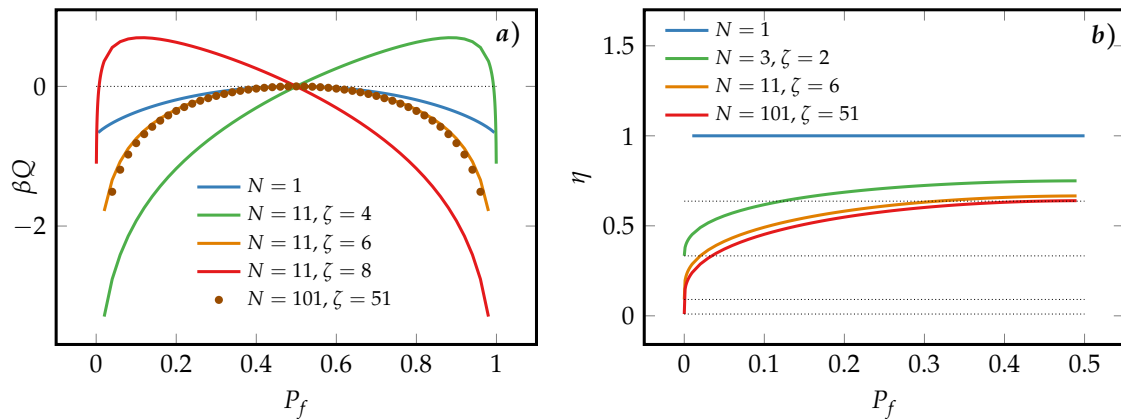 a)
0
−2
βQ
N = 1
N = 11, ζ = 4
N = 11, ζ = 6
N = 11, ζ = 8
N = 101, ζ = 51
0 0.2 0.4 0.6 0.8 1
P_f
b)
1.5
1
0.5
0
η
N = 1
N = 3, ζ = 2
N = 11, ζ = 6
N = 101, ζ = 51
0 0.1 0.2 0.3 0.4 0.5
P_f